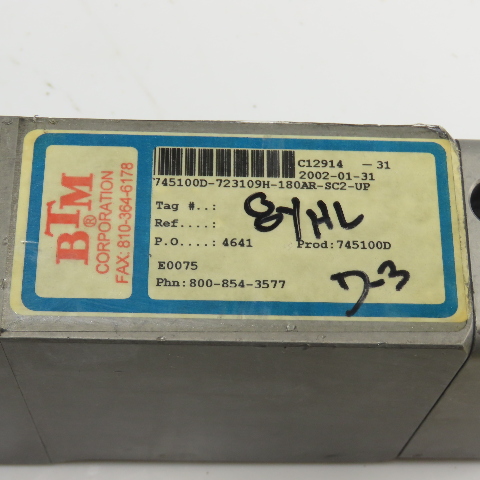 BTM®
CORPORATION
FAX: 810-364-6178
C12914 - 31
2002-01-31
745100D-723109H-180AR-SC2-UP
Tag #..:
8YHL
Ref....:
P.O....: 4641 Prod:745100D
E0075
Phn:800-854-3577
D-3